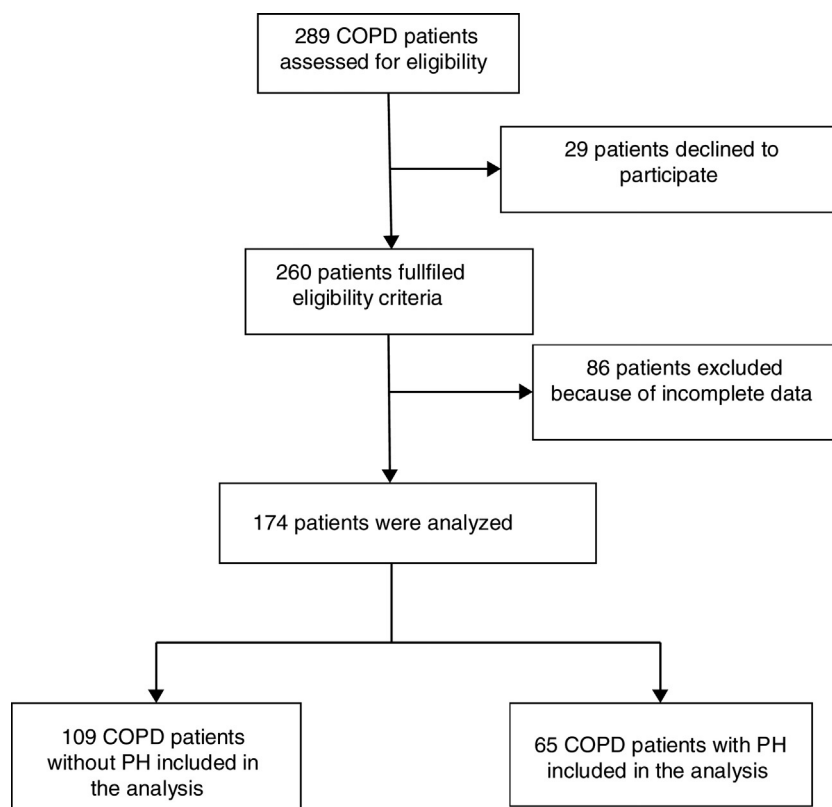 289 COPD patients
assessed for eligibility
29 patients declined to
participate
260 patients fullfiled
eligibility criteria
86 patients excluded
because of incomplete data
174 patients were analyzed
109 COPD patients
without PH included in
the analysis
65 COPD patients with PH
included in the analysis